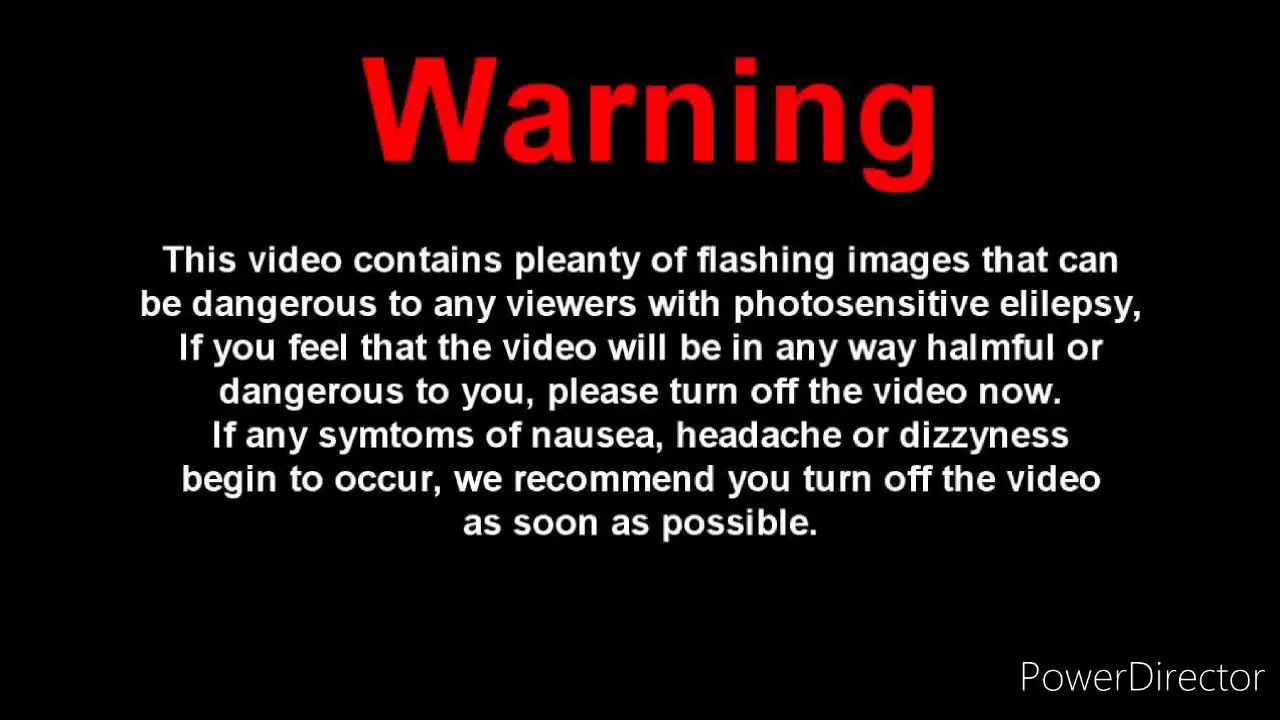 Warning
This video contains pleanty of flashing images that can
be dangerous to any viewers with photosensitive elilepsy,
If you feel that the video will be in any way halmful or
dangerous to you, please turn off the video now.
If any symtoms of nausea, headache or dizzyness
begin to occur, we recommend you turn off the video
as soon as possible.
PowerDirector